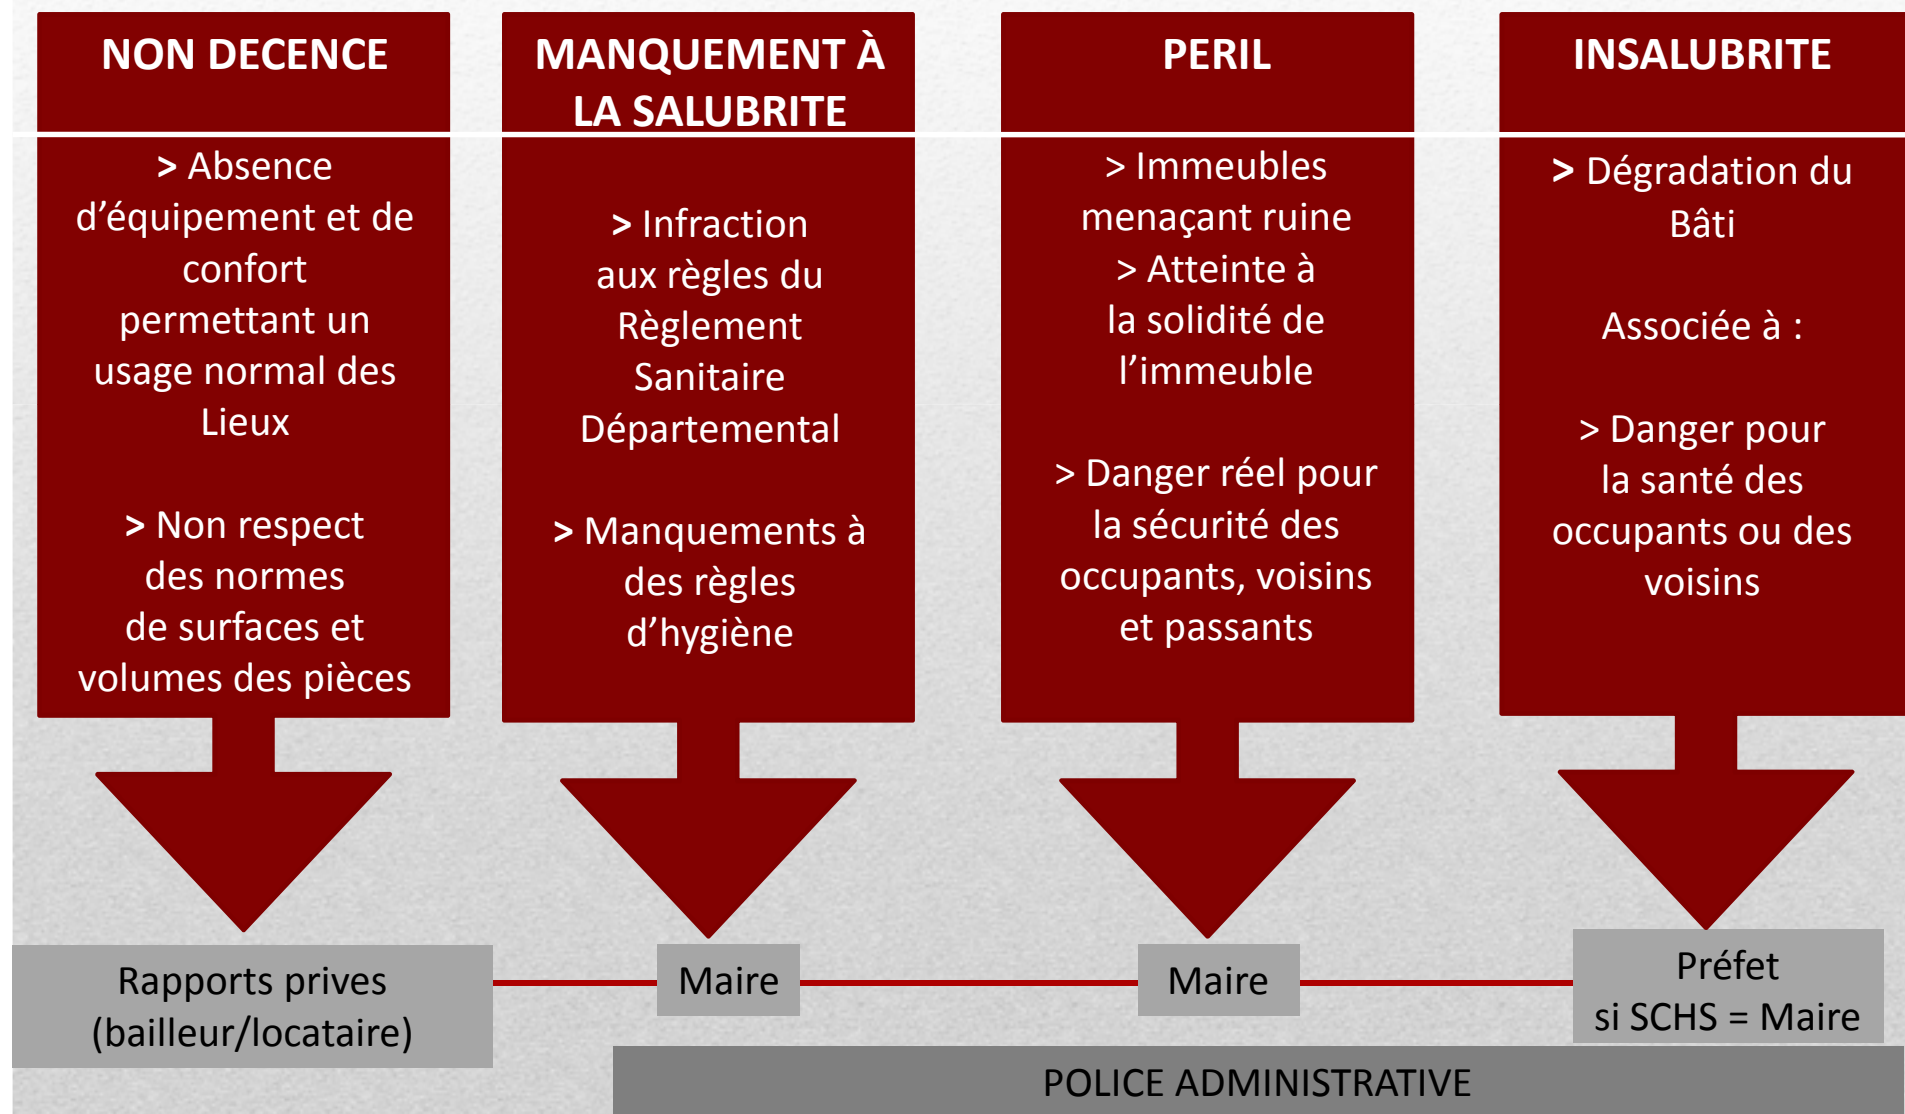 NON DECENCE
> Absence
d’équipement et de
confort
permettant un
usage normal des
Lieux
> Non respect
des normes
de surfaces et
volumes des pièces
MANQUEMENT À
LA SALUBRITE
> Infraction
aux règles du
Règlement
Sanitaire
Départemental
> Manquements à
des règles
d’hygiène
PERIL
> Immeubles
menaçant ruine
> Atteinte à
la solidité de
l’immeuble
> Danger réel pour
la sécurité des
occupants, voisins
et passants
INSALUBRITE
> Dégradation du
Bâti
Associée à :
> Danger pour
la santé des
occupants ou des
voisins
Rapports prives
(bailleur/locataire)
Maire
Maire
Préfet
si SCHS = Maire
POLICE ADMINISTRATIVE